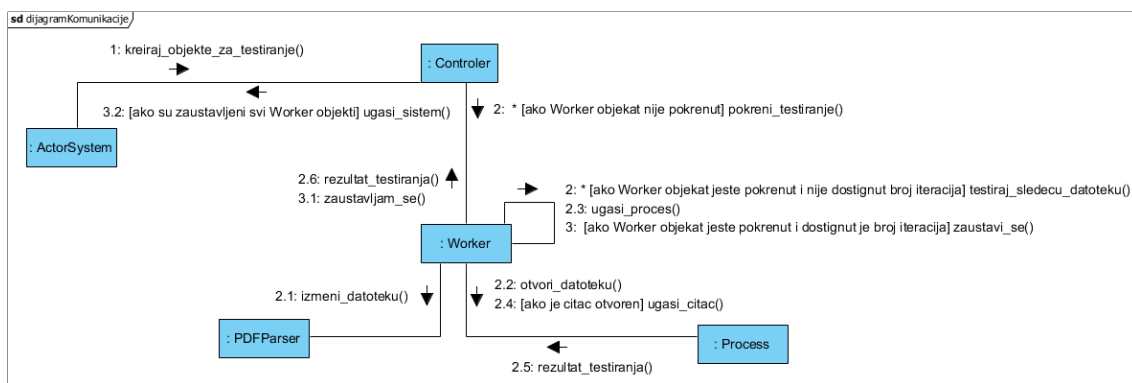 sd dijagramKomunikacije
1: kreiraj_objekte_za_testiranje()
: Controler
3.2: [ako su zaustavljeni svi Worker objekti] ugasi_sistem()
2: * [ako Worker objekat nije pokrenut] pokreni_testiranje()
: ActorSystem
2.6: rezultat_testiranja()
3.1: zaustavljam_se()
2: * [ako Worker objekat jeste pokrenut i nije dostignut broj iteracija] testiraj_sledecu_datoteku()
2.3: ugasi_proces()
3: [ako Worker objekat jeste pokrenut i dostignut je broj iteracija] zaustavi_se()
: Worker
2.1: izmeni_datoteku()
2.2: otvori_datoteku()
2.4: [ako je citac otvoren] ugasi_citac()
: PDFParser
: Process
2.5: rezultat_testiranja()